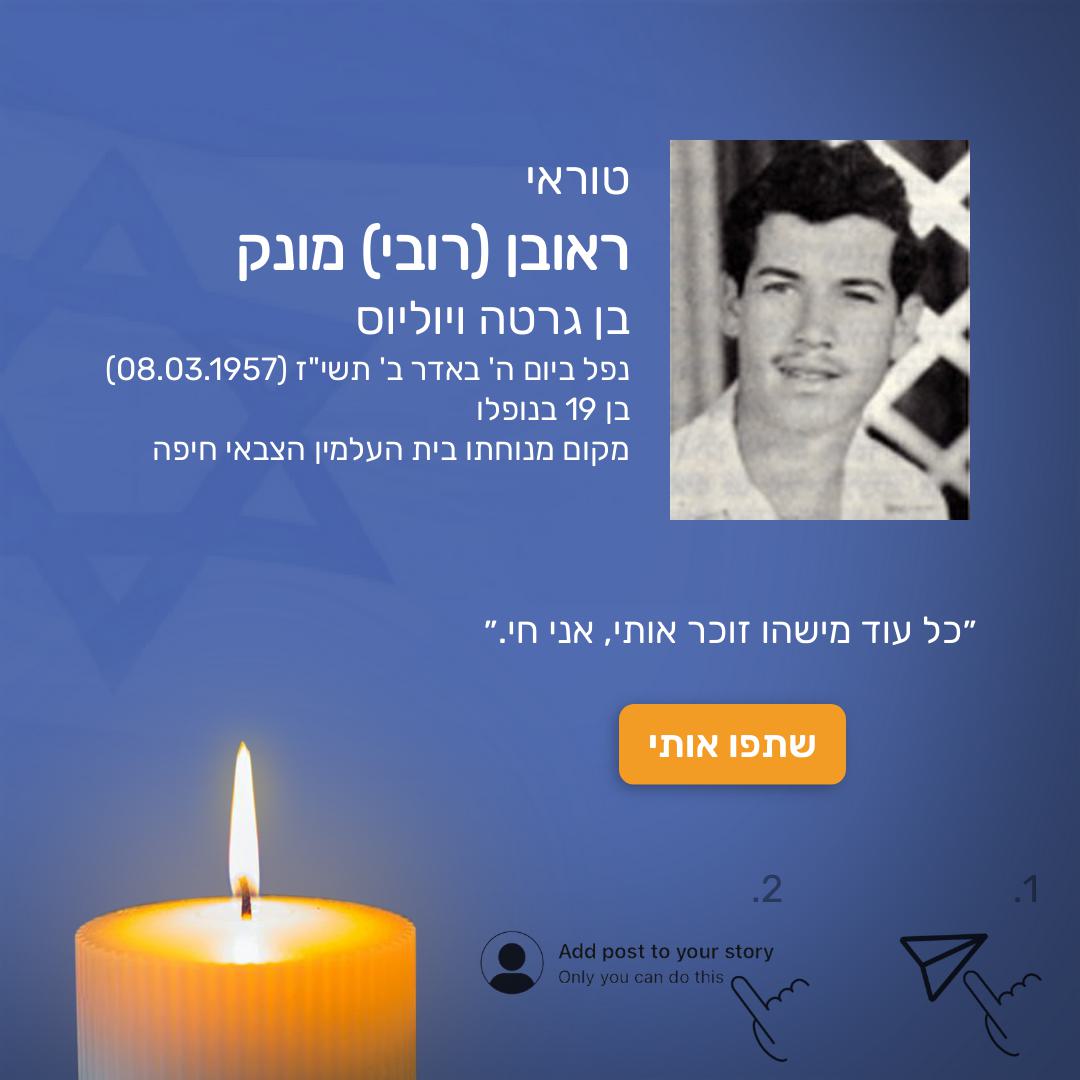 טוראי
ראובן (רובי) מונק
בן גרטה ויוליוס
נפל ביום ה' באדר ב' תשי"ז (08.03.1957)
בן 19 בנופלו
מקום מנוחתו בית העלמין הצבאי חיפה
״כל עוד מישהו זוכר אותי, אני חי.״
שתפו אותי
.1
.2
Add post to your story
Only you can do this